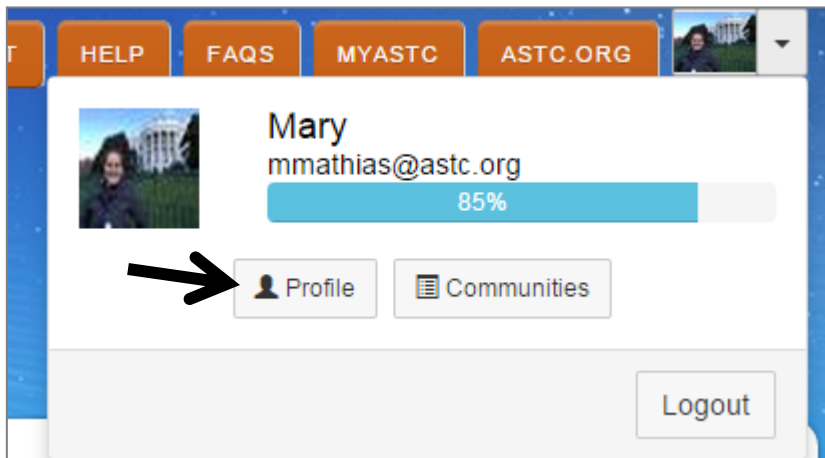 T HELP FAQS MYASTC ASTC.ORG
Mary
mmathias@astc.org
85%
Profile Communities
Logout